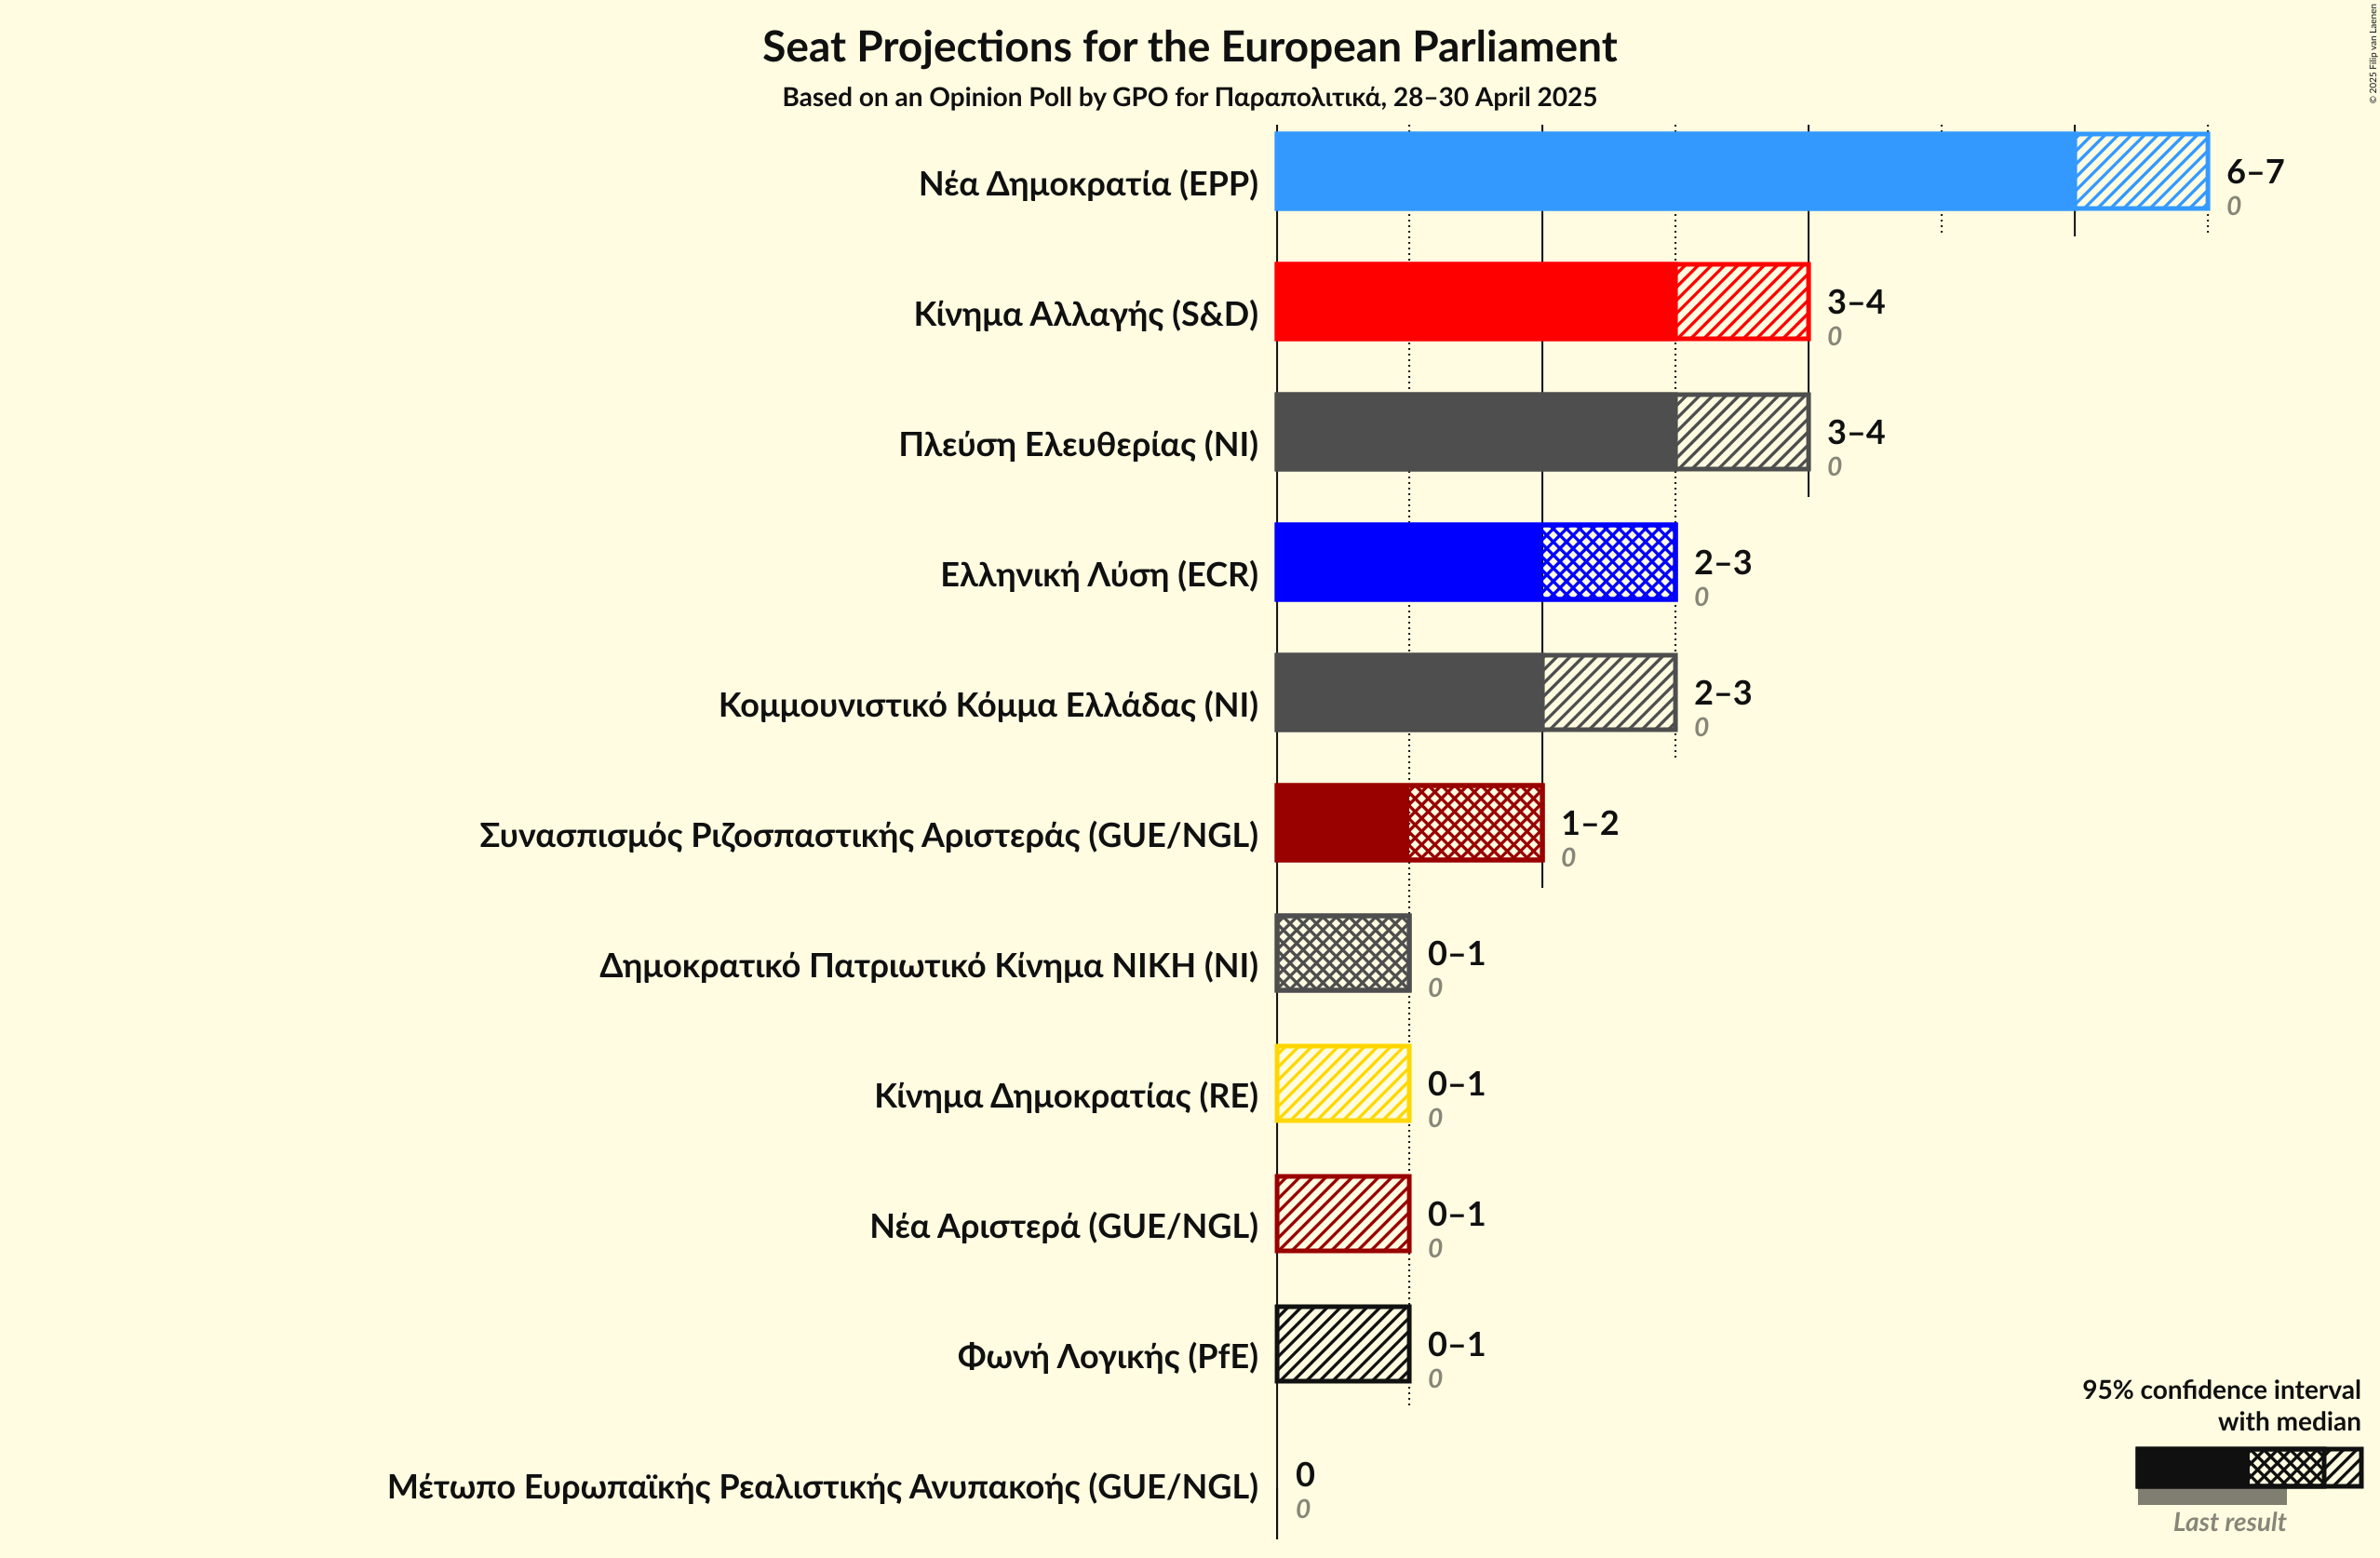 Seat Projections for the European Parliament
Based on an Opinion Poll by GPO for Παραπολιτικά, 28–30 April 2025
© 2025 Filip van Laenen
Νέα Δημοκρατία (EPP)
6–7
0
Κίνημα Αλλαγής (S&D)
3–4
0
Πλεύση Ελευθερίας (NI)
3–4
0
Ελληνική Λύση (ECR)
2–3
0
Κομμουνιστικό Κόμμα Ελλάδας (NI)
2–3
0
Συνασπισμός Ριζοσπαστικής Αριστεράς (GUE/NGL)
1–2
0
Δημοκρατικό Πατριωτικό Κίνημα ΝΙΚΗ (NI)
0–1
0
Κίνημα Δημοκρατίας (RE)
0–1
0
Νέα Αριστερά (GUE/NGL)
0–1
0
Φωνή Λογικής (PfE)
0–1
0
Μέτωπο Ευρωπαϊκής Ρεαλιστικής Ανυπακοής (GUE/NGL)
0
0
95% confidence interval
with median
Last result